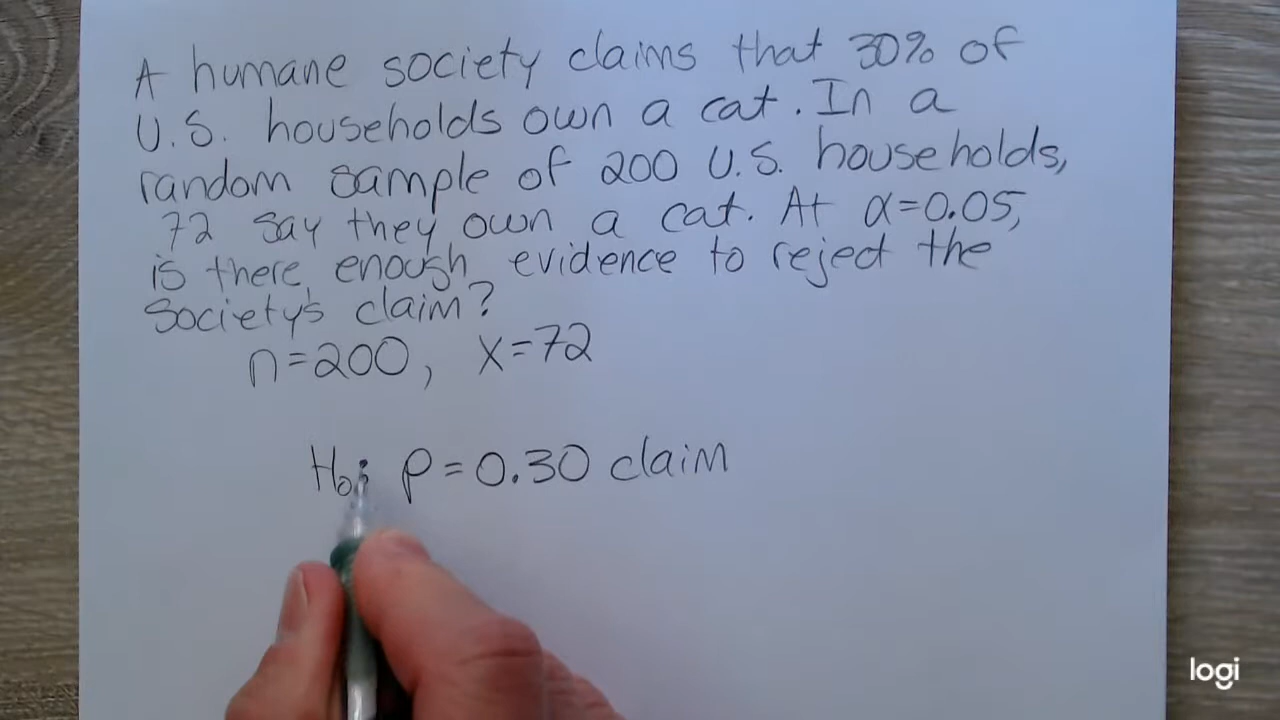 A humane society claims that 30% of
U.S. households own a cat. In a
random sample of 200 U.S. households,
72 say they own a cat. At α=0.05,
is there enough evidence to reject the
society's claim?
n=200, x=72
H₀: p=0.30 claim
logi